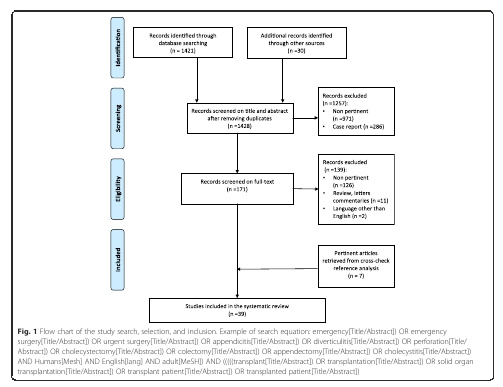 Identification
Records identified through
database searching
(n = 1421)
Additional records identified
through other sources
(n =30)
Screening
Records screened on title and abstract
after removing duplicates
(n =1428)
Records excluded
(n =1257):
• Non pertinent
(n =971)
• Case report (n =286)
Eligibility
Records screened on full-text
(n =171)
Records excluded
(n =139):
• Non pertinent
(n =126)
• Review, letters
commentaries (n =11)
• Language other than
English (n =2)
Included
Pertinent articles
retrieved from cross-check
reference analysis
(n = 7)
Studies included in the systematic review
(n =39)
Fig. 1 Flow chart of the study search, selection, and inclusion. Example of search equation: emergency[Title/Abstract]) OR emergency
surgery[Title/Abstract]) OR urgent surgery[Title/Abstract]) OR appendicitis[Title/Abstract]) OR diverticulitis[Title/Abstract]) OR perforation[Title/
Abstract]) OR cholecystectomy[Title/Abstract]) OR colectomy[Title/Abstract]) OR appendectomy[Title/Abstract]) OR cholecystitis[Title/Abstract])
AND Humans[Mesh] AND English[lang] AND adult[MeSH]) AND ((((transplant[Title/Abstract]) OR transplantation[Title/Abstract]) OR solid organ
transplantation[Title/Abstract]) OR transplant patient[Title/Abstract]) OR transplanted patient[Title/Abstract])